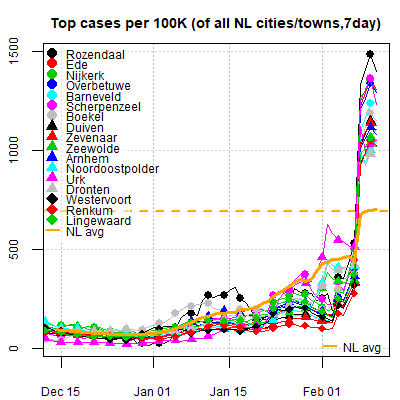 Top cases per 100K (of all NL cities/towns,7day)
1500
1000
500
0
Rozendaal
Ede
Nijkerk
Overbetuwe
Barneveld
Scherpenzeel
Boekel
Duiven
Zevenaar
Zeewolde
Arnhem
Noordoostpolder
Urk
Dronten
Westervoort
Renkum
Lingewaard
NL avg
NL avg
Dec 15
Jan 01
Jan 15
Feb 01